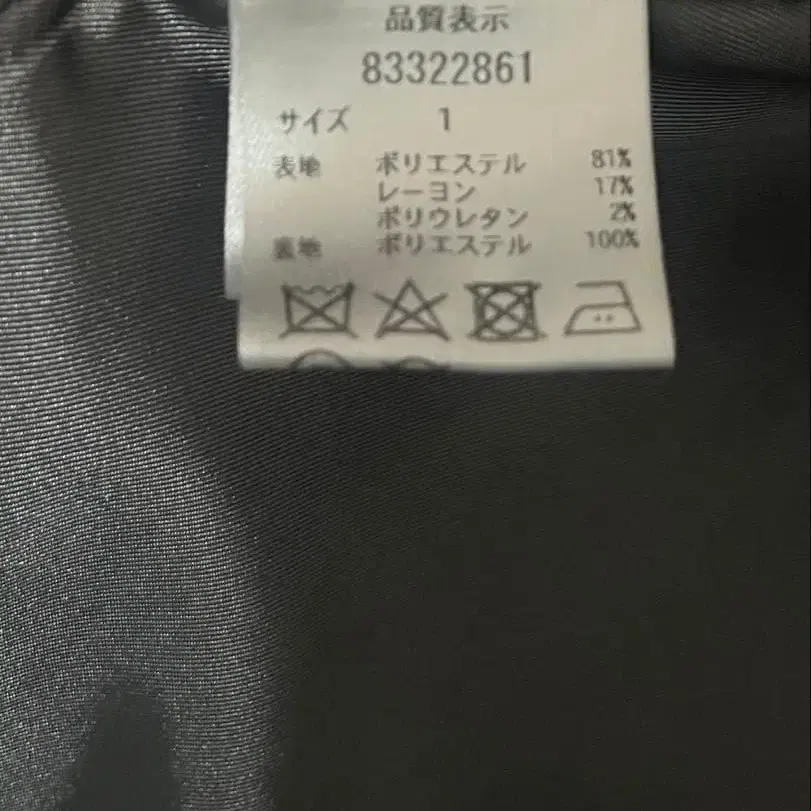 品質表示
83322861
サイズ 1
表地 ポリエステル 81%
レーヨン 17%
ポリウレタン 2%
裏地 ポリエステル 100%